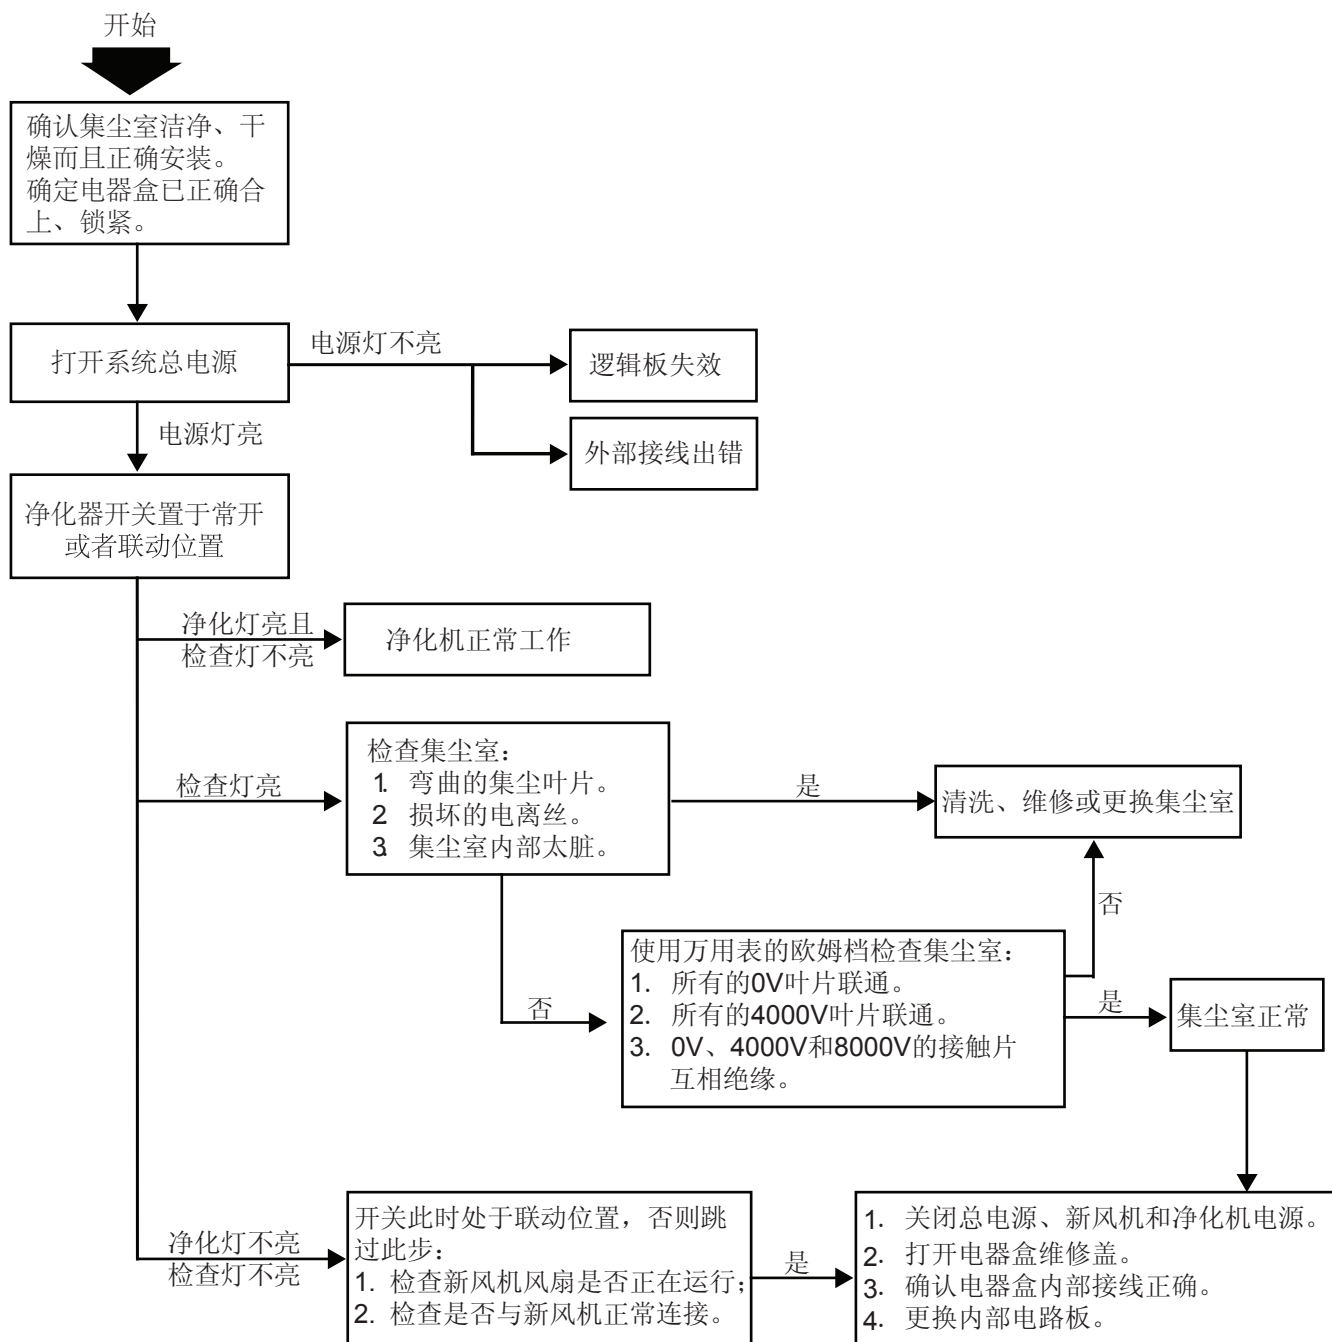 开始
确认集尘室洁净、干
燥而且正确安装。
确定电器盒已正确合
上、锁紧。
打开系统总电源
电源灯不亮
逻辑板失效
外部接线出错
电源灯亮
净化器开关置于常开
或者联动位置
净化灯亮且
检查灯不亮
净化机正常工作
检查灯亮
检查集尘室：
1. 弯曲的集尘叶片。
2. 损坏的电离丝。
3. 集尘室内部太脏。
是
清洗、维修或更换集尘室
否
使用万用表的欧姆档检查集尘室：
1. 所有的0V叶片联通。
2. 所有的4000V叶片联通。
3. 0V、4000V和8000V的接触片
互相绝缘。
否
是
集尘室正常
净化灯不亮
检查灯不亮
开关此时处于联动位置，否则跳
过此步：
1. 检查新风机风扇是否正在运行；
2. 检查是否与新风机正常连接。
是
1. 关闭总电源、新风机和净化机电源。
2. 打开电器盒维修盖。
3. 确认电器盒内部接线正确。
4. 更换内部电路板。